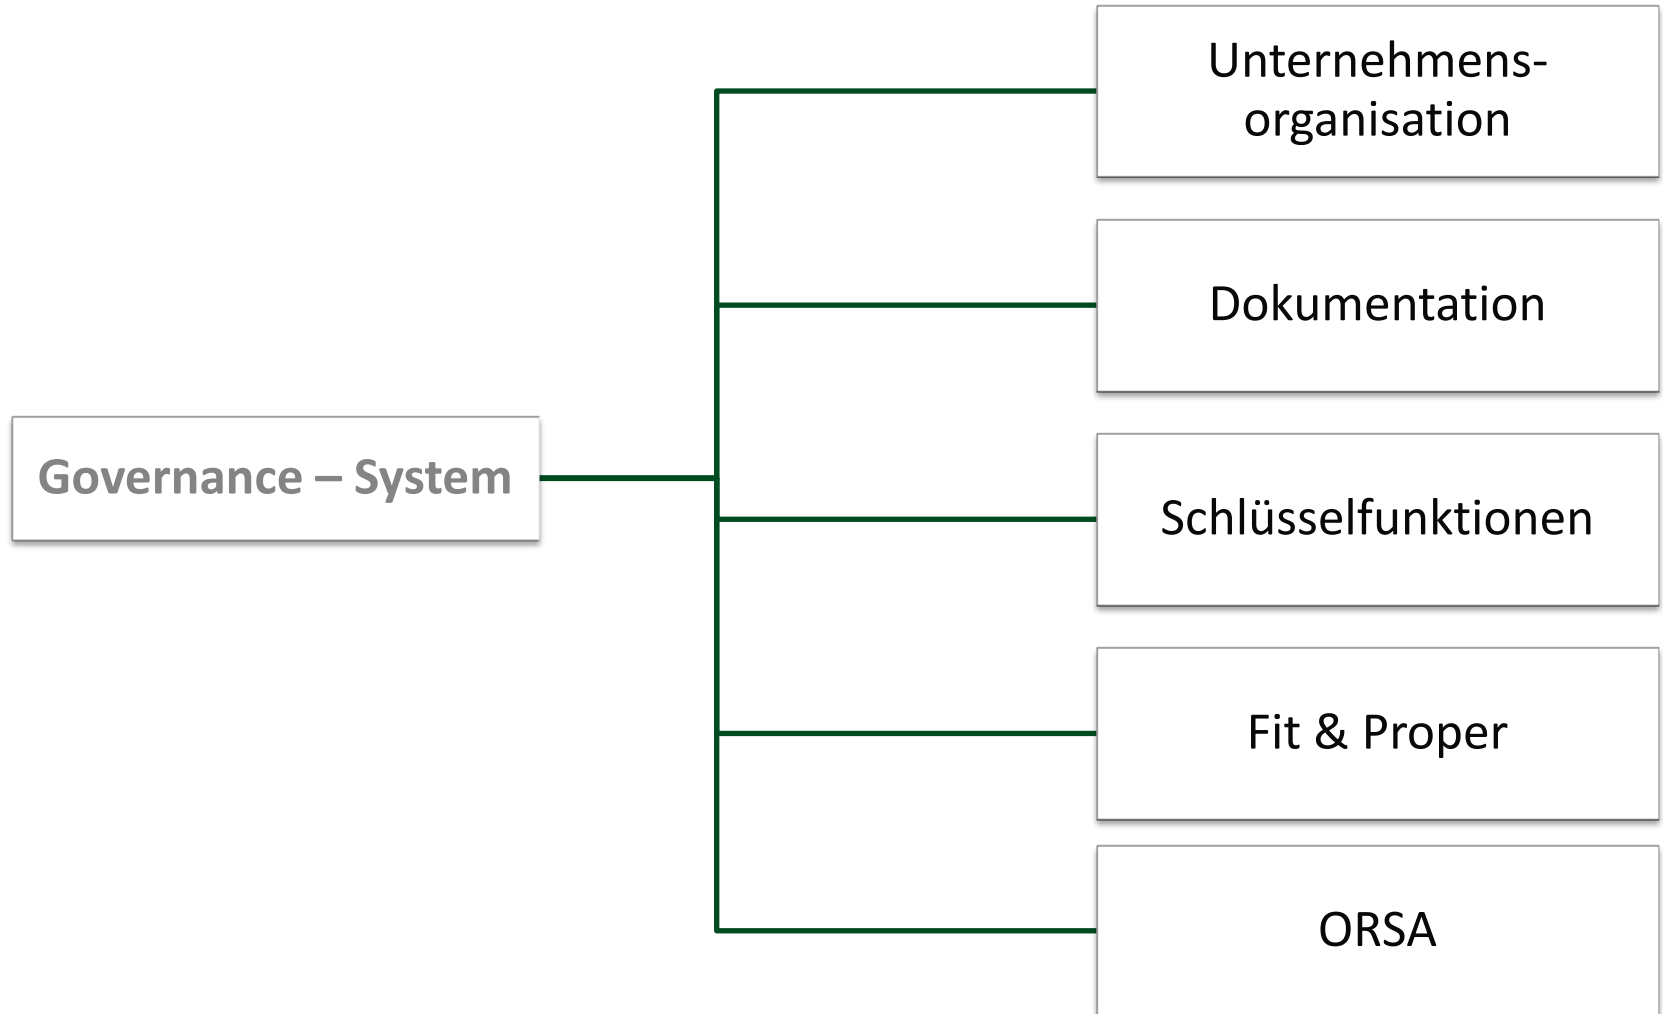 Unternehmens-
organisation
Dokumentation
Governance – System
Schlüsselfunktionen
Fit & Proper
ORSA